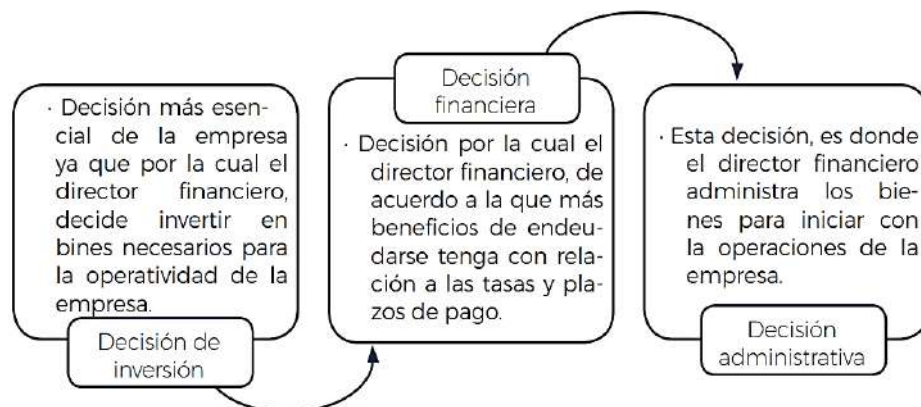 · Decisión más esen-
cial de la empresa
ya que por la cual el
director financiero,
decide invertir en
bines necesarios para
la operatividad de la
empresa.
Decisión de
inversión
Decisión
financiera
· Decisión por la cual el
director financiero, de
acuerdo a la que más
beneficios de endeu-
darse tenga con rela-
ción a las tasas y pla-
zos de pago.
· Esta decisión, es donde
el director financiero
administra los bie-
nes para iniciar con
la operaciones de la
empresa.
Decisión
administrativa